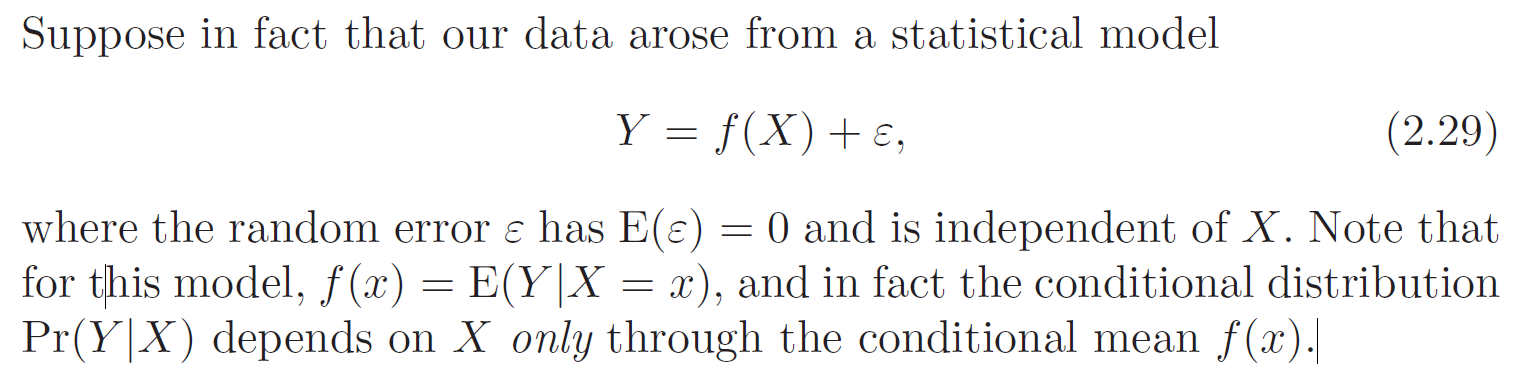 Suppose in fact that our data arose from a statistical model
Y = f(X) + ε, (2.29)
where the random error ε has E(ε) = 0 and is independent of X. Note that
for this model, f(x) = E(Y|X = x), and in fact the conditional distribution
Pr(Y|X) depends on X only through the conditional mean f(x).